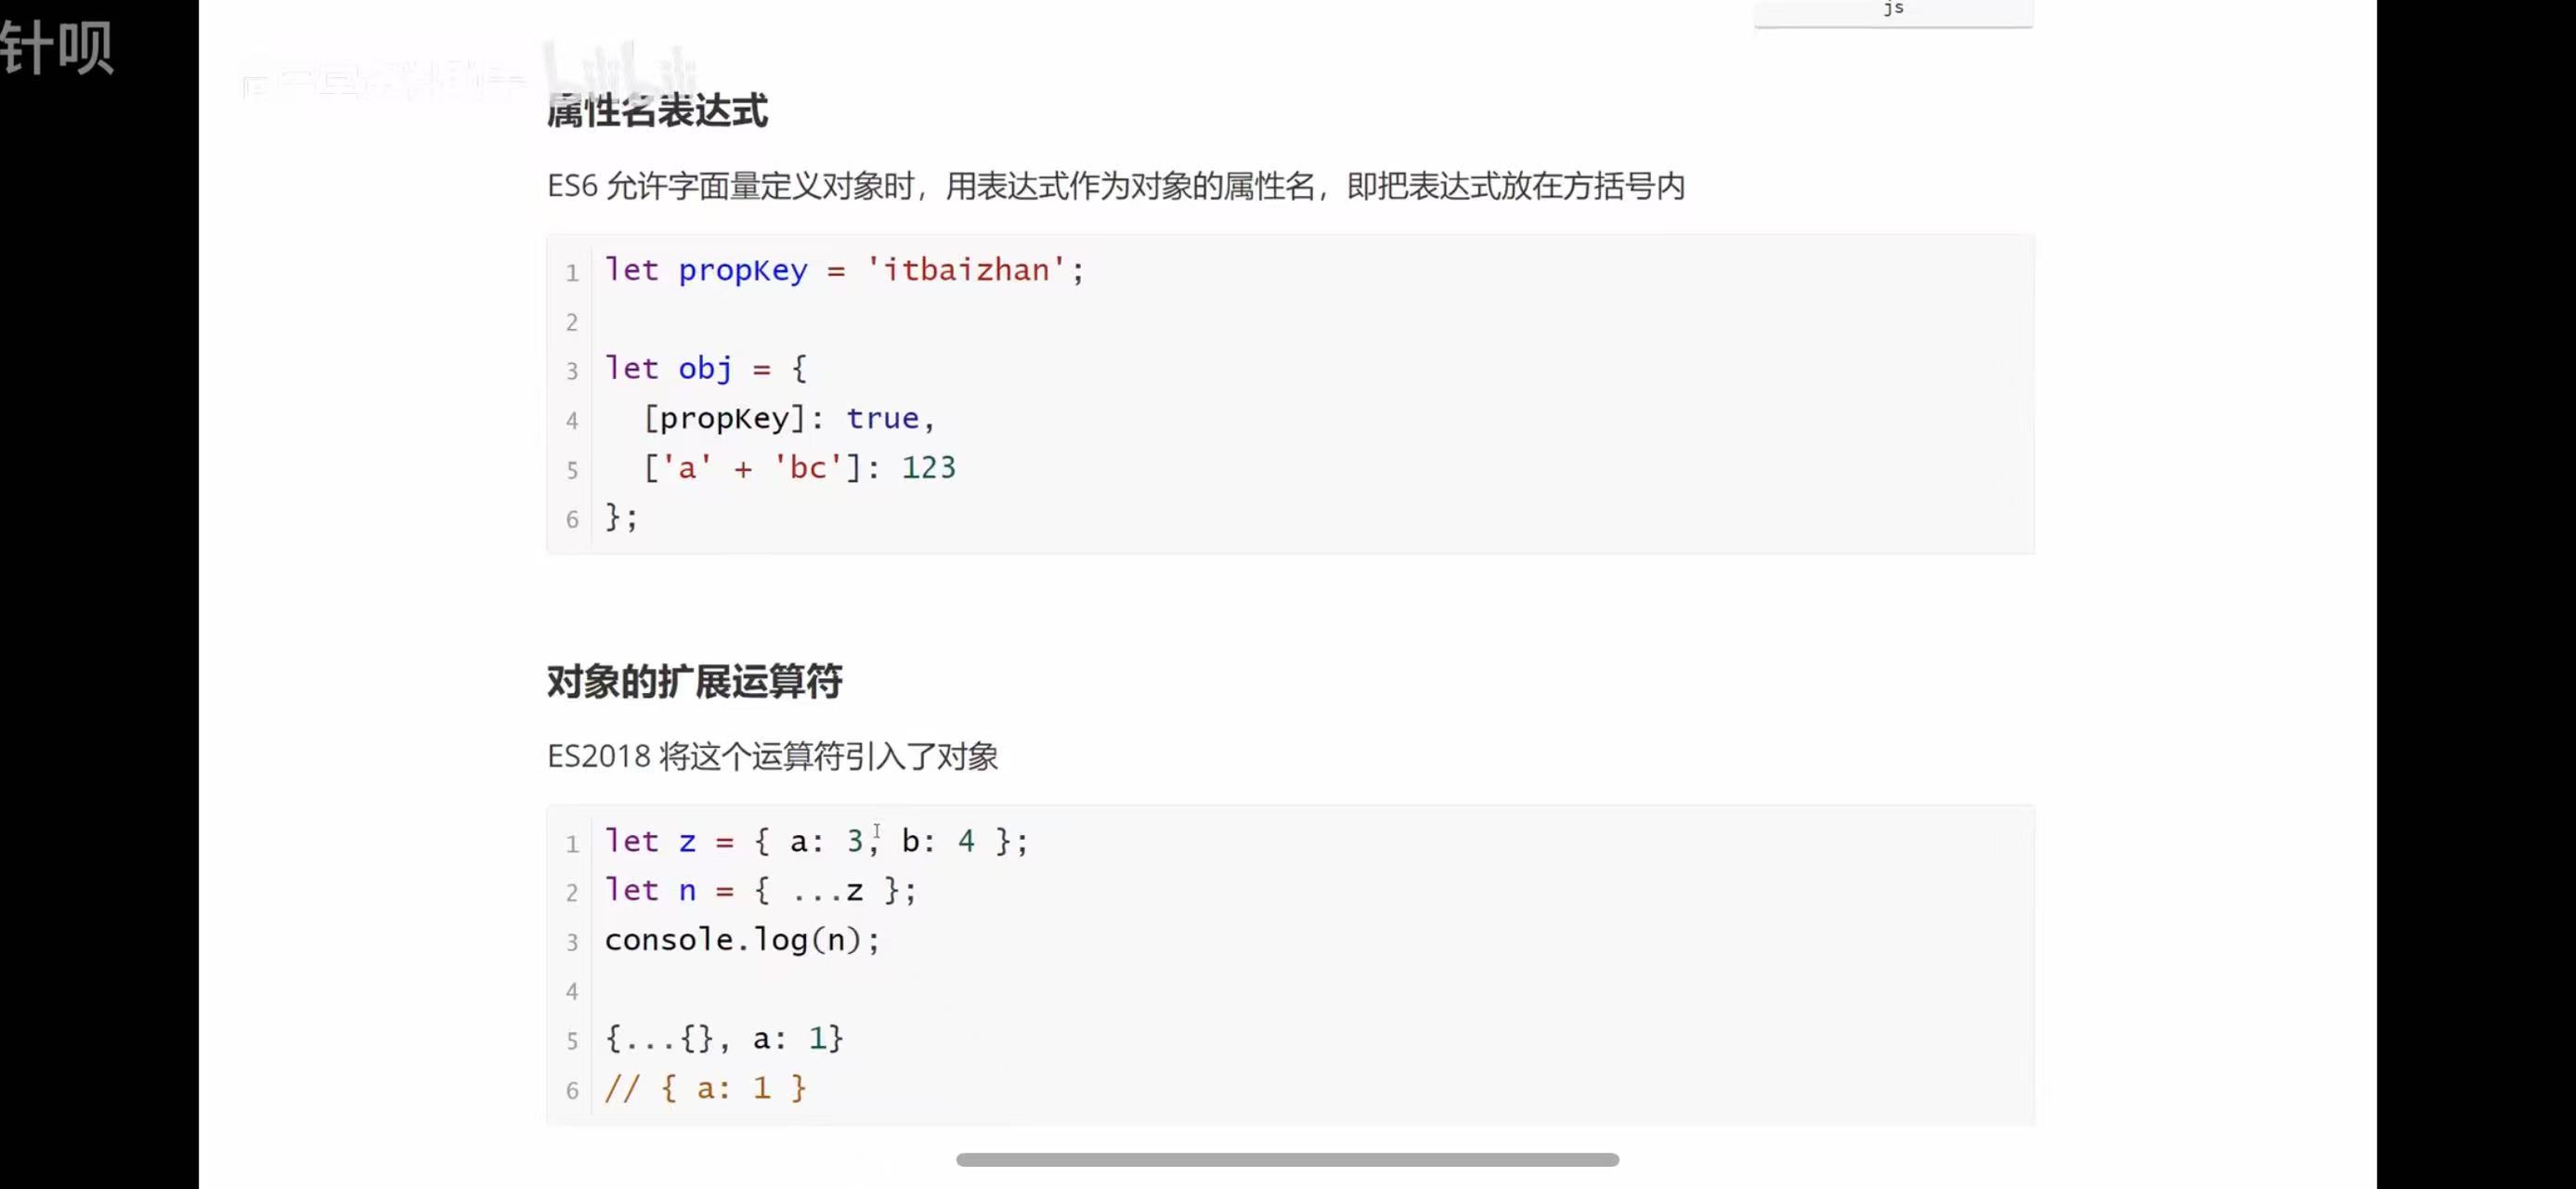 js
针呗
bilibili
属性名表达式
ES6 允许字面量定义对象时，用表达式作为对象的属性名，即把表达式放在方括号内
1 let propKey = 'itbaizhan';
2
3 let obj = {
4   [propKey]: true,
5   ['a' + 'bc']: 123
6 };
对象的扩展运算符
ES2018 将这个运算符引入了对象
1 let z = { a: 3, b: 4 };
2 let n = { ...z };
3 console.log(n);
4
5 {...{}, a: 1}
6 // { a: 1 }